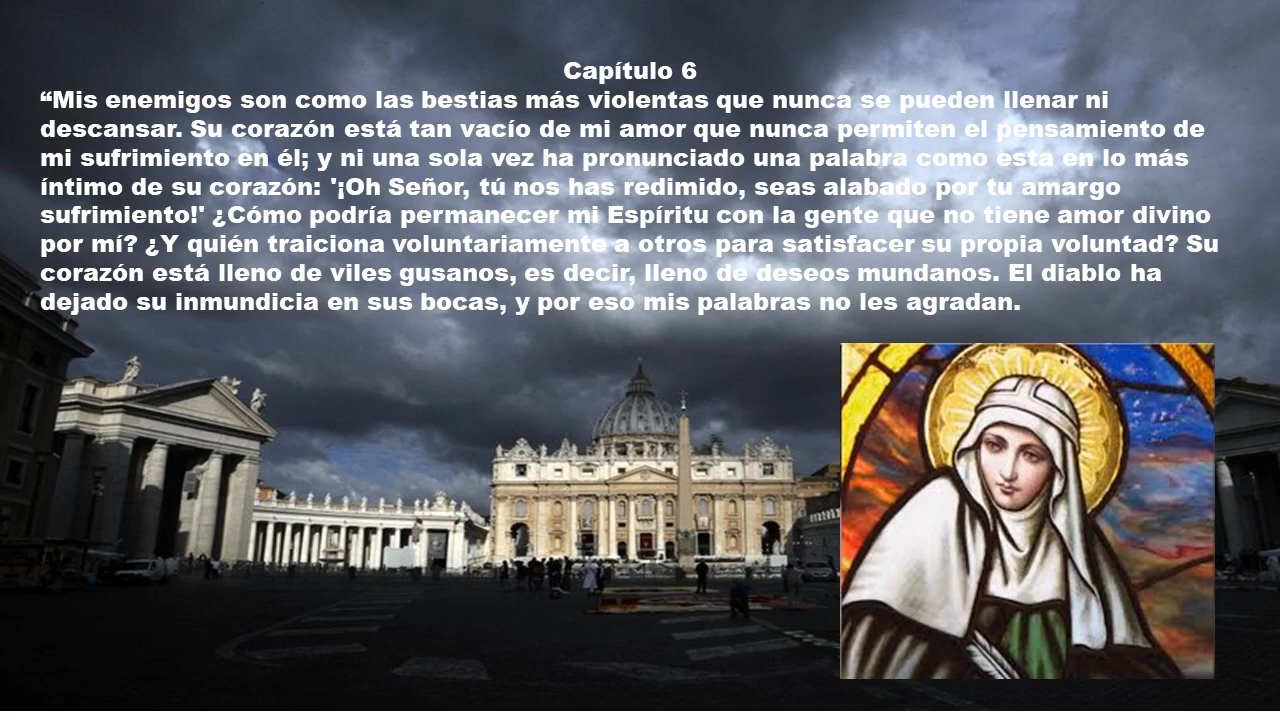 Capítulo 6
“Mis enemigos son como las bestias más violentas que nunca se pueden llenar ni
descansar. Su corazón está tan vacío de mi amor que nunca permiten el pensamiento de
mi sufrimiento en él; y ni una sola vez ha pronunciado una palabra como esta en lo más
íntimo de su corazón: '¡Oh Señor, tú nos has redimido, seas alabado por tu amargo
sufrimiento!' ¿Cómo podría permanecer mi Espíritu con la gente que no tiene amor divino
por mí? ¿Y quién traiciona voluntariamente a otros para satisfacer su propia voluntad? Su
corazón está lleno de viles gusanos, es decir, lleno de deseos mundanos. El diablo ha
dejado su inmundicia en sus bocas, y por eso mis palabras no les agradan.